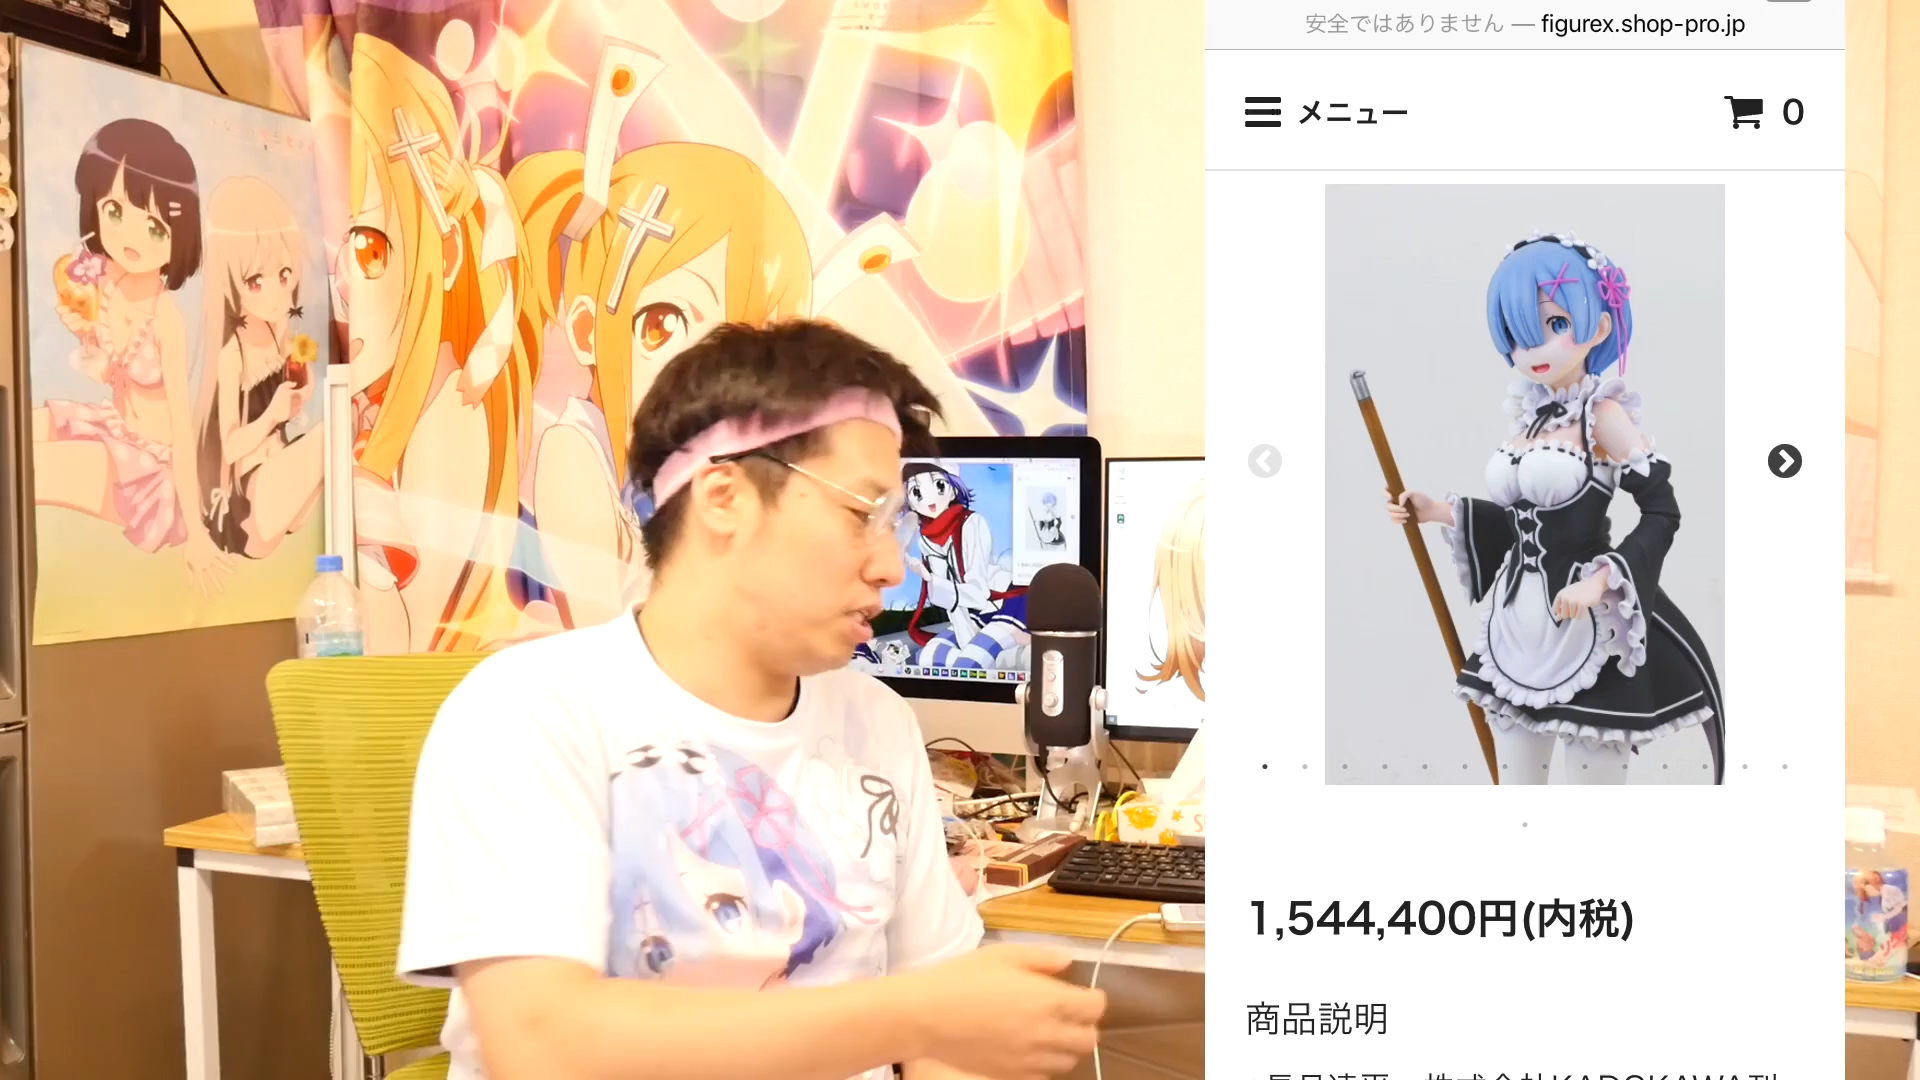 安全ではありません — figurex.shop-pro.jp
メニュー
0
1,544,400円(内税)
商品説明